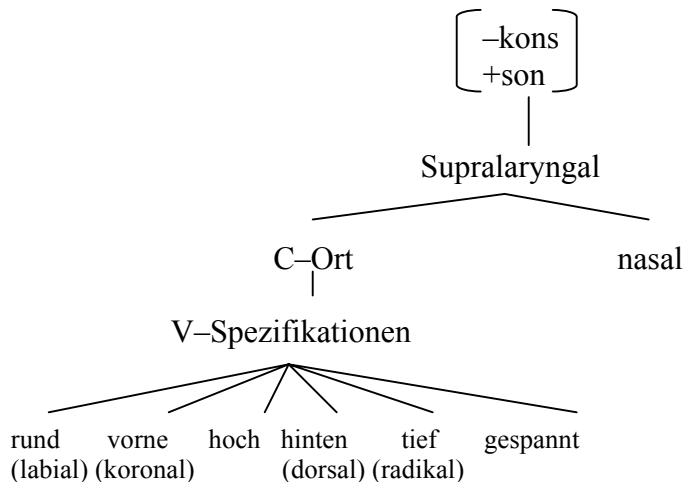 –kons
+son
Supralaryngal
C–Ort nasal
V–Spezifikationen
rund vorne hoch hinten tief gespannt
(labial) (koronal) (dorsal) (radikal)